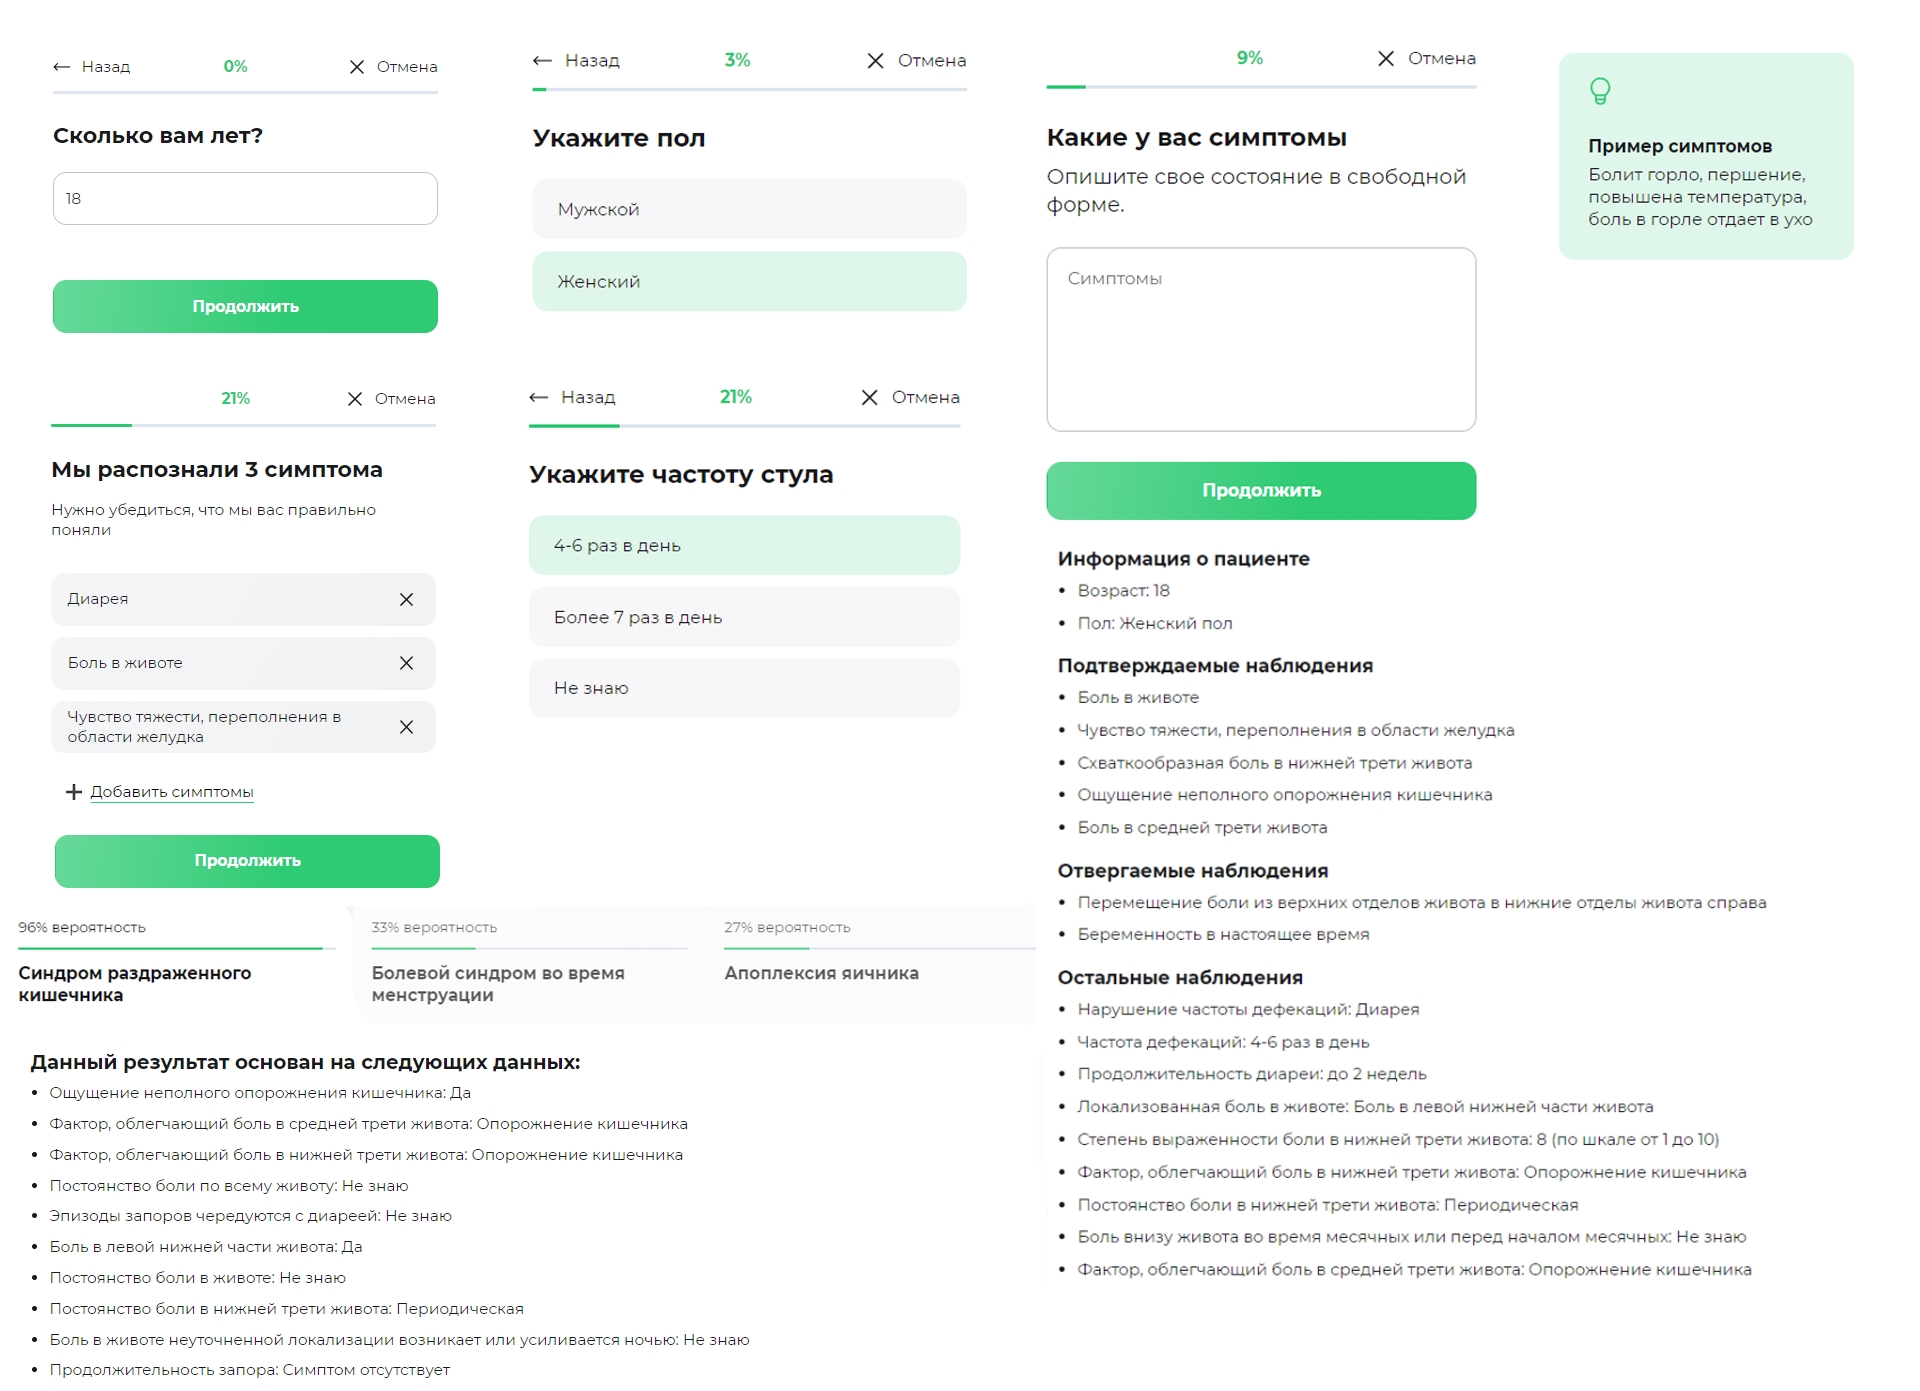 Назад
0%
Отмена
Сколько вам лет?
18
Продолжить
Назад
3%
Отмена
Укажите пол
Мужской
Женский
9%
Отмена
Какие у вас симптомы
Опишите свое состояние в свободной
форме.
Симптомы
Продолжить
Пример симптомов
Болит горло, першение,
повышена температура,
боль в горле отдает в ухо
21%
Отмена
Мы распознали 3 симптома
Нужно убедиться, что мы вас правильно
поняли
Диарея
Боль в животе
Чувство тяжести, переполнения в
области желудка
Добавить симптомы
Продолжить
Назад
21%
Отмена
Укажите частоту стула
4-6 раз в день
Более 7 раз в день
Не знаю
Информация о пациенте
• Возраст: 18
• Пол: Женский пол
Подтверждаемые наблюдения
• Боль в животе
• Чувство тяжести, переполнения в области желудка
• Схваткообразная боль в нижней трети живота
• Ощущение неполного опорожнения кишечника
• Боль в средней трети живота
Отвергаемые наблюдения
• Перемещение боли из верхних отделов живота в нижние отделы живота справа
• Беременность в настоящее время
Остальные наблюдения
• Нарушение частоты дефекаций: Диарея
• Частота дефекаций: 4-6 раз в день
• Продолжительность диареи: до 2 недель
• Локализованная боль в животе: Боль в левой нижней части живота
• Степень выраженности боли в нижней трети живота: 8 (по шкале от 1 до 10)
• Фактор, облегчающий боль в нижней трети живота: Опорожнение кишечника
• Постоянство боли в нижней трети живота: Периодическая
• Боль внизу живота во время месячных или перед началом месячных: Не знаю
• Фактор, облегчающий боль в средней трети живота: Опорожнение кишечника
96% вероятность
Синдром раздраженного
кишечника
33% вероятность
Болевой синдром во время
менструации
27% вероятность
Апоплексия яичника
Данный результат основан на следующих данных:
• Ощущение неполного опорожнения кишечника: Да
• Фактор, облегчающий боль в средней трети живота: Опорожнение кишечника
• Фактор, облегчающий боль в нижней трети живота: Опорожнение кишечника
• Постоянство боли по всему животу: Не знаю
• Эпизоды запоров чередуются с диареей: Не знаю
• Боль в левой нижней части живота: Да
• Постоянство боли в животе: Не знаю
• Постоянство боли в нижней трети живота: Периодическая
• Боль в животе неуточненной локализации возникает или усиливается ночью: Не знаю
• Продолжительность запора: Симптом отсутствует